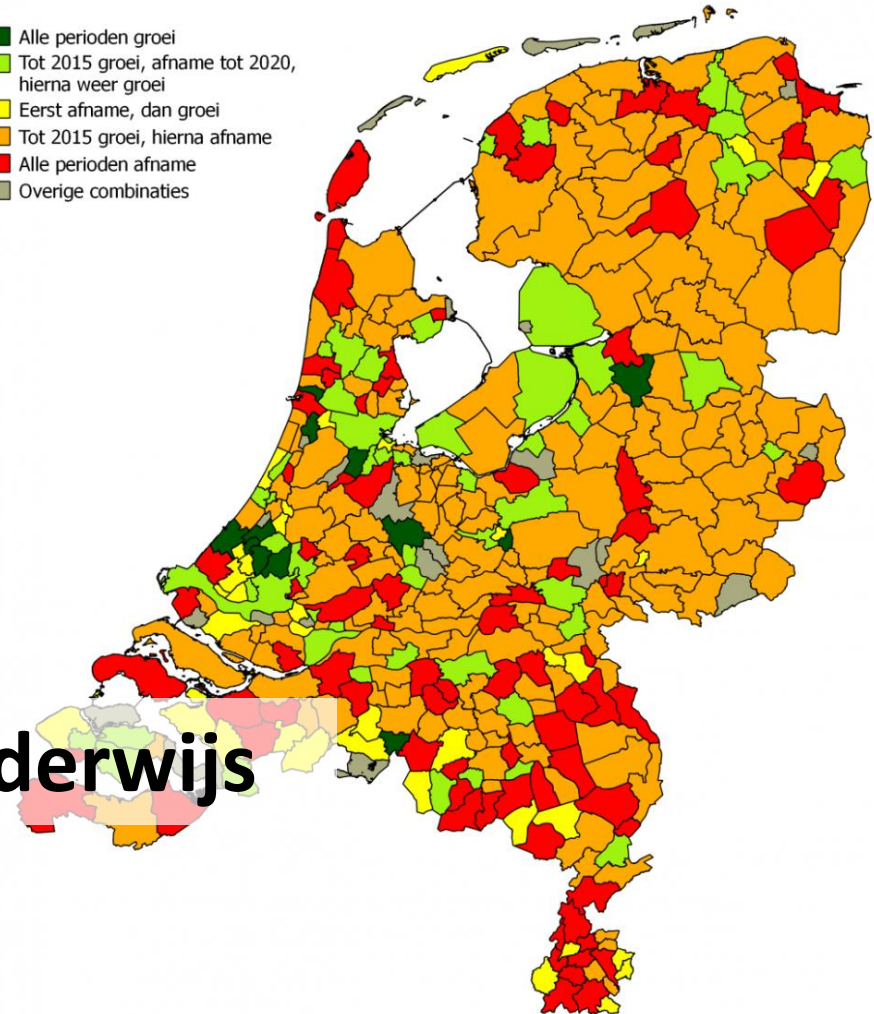 Alle perioden groei
Tot 2015 groei, afname tot 2020,
hierna weer groei
Eerst afname, dan groei
Tot 2015 groei, hierna afname
Alle perioden afname
Overige combinaties
derwijs